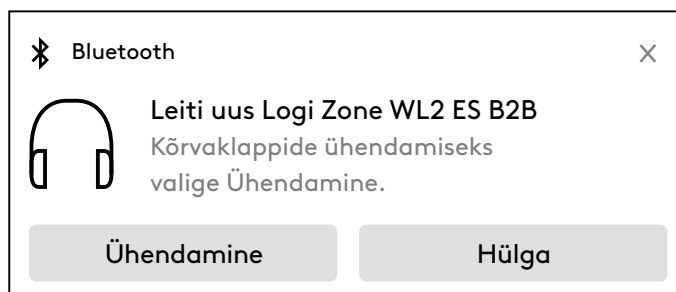 Bluetooth
Leiti uus Logi Zone WL2 ES B2B
Kõrvaklappide ühendamiseks
valige Ühendamine.
Ühendamine Hülga